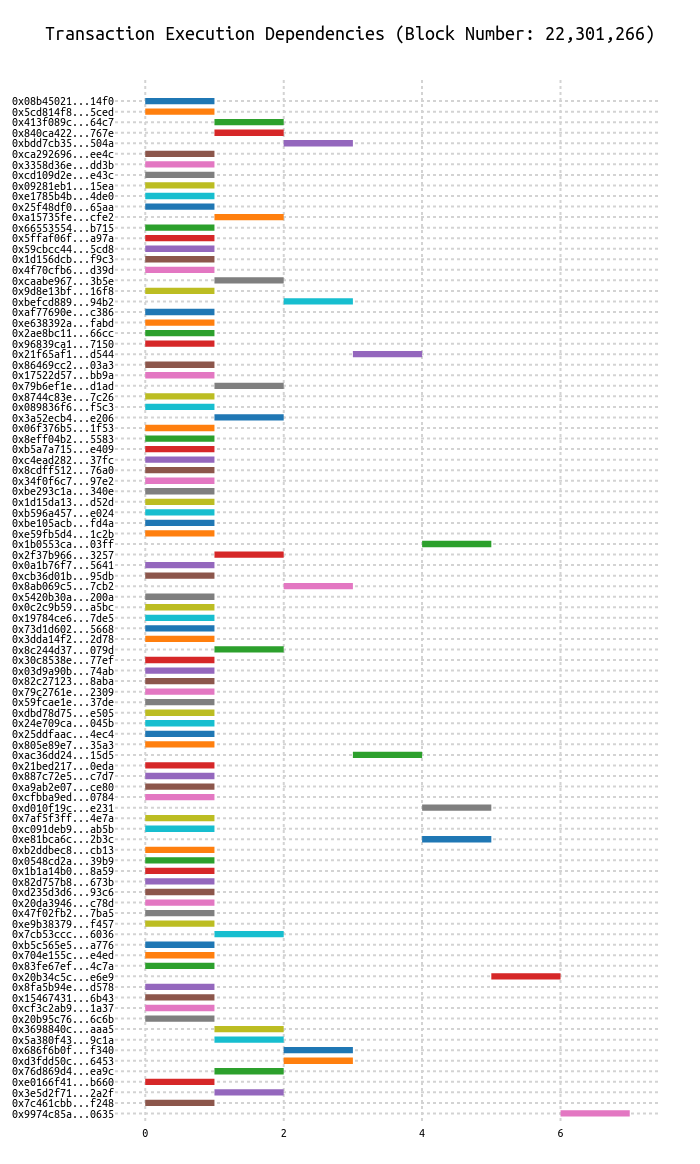 Transaction Execution Dependencies (Block Number: 22,301,266)
0x08b45021...14f0
0x5cd814f8...5ced
0x413f089c...64c7
0x840ca422...767e
0xbdd7cb35...504a
0xca292696...ee4c
0x3358d36e...dd3b
0xcd109d2e...e43c
0x09281eb1...15ea
0xe1785b4b...4de0
0x25f48df0...65aa
0xa15735fe...cfe2
0x66553554...b715
0x5ffaf06f...a97a
0x59cbcc44...5cd8
0x1d156dcb...f9c3
0x4f70cfb6...d39d
0xcaabe967...3b5e
0x9d8e13bf...16f8
0xbefcd889...94b2
0xaf77690e...c386
0xe638392a...fabd
0x2ae8bc11...66cc
0x96839ca1...7150
0x21f65af1...d544
0x86469cc2...03a3
0x17522d57...bb9a
0x79b6ef1e...d1ad
0x8744c83e...7c26
0x089836f6...f5c3
0x3a52ecb4...e206
0x06f376b5...1f53
0x8eff04b2...5583
0xb5a7a715...e409
0xc4ead282...37fc
0x8cdff512...76a0
0x34f0f6c7...97e2
0xbe293c1a...340e
0x1d15da13...d52d
0xb596a457...e024
0xbe105acb...fd4a
0xe59fb5d4...1c2b
0x1b0553ca...03ff
0x2f37b966...3257
0x0a1b76f7...5641
0xcb36d01b...95db
0x8ab069c5...7cb2
0x5420b30a...200a
0x0c2c9b59...a5bc
0x19784ce6...7de5
0x73d1d602...5668
0x3dda14f2...2d78
0x8c244d37...079d
0x30c8538e...77ef
0x03d9a90b...74ab
0x82c27123...8aba
0x79c2761e...2309
0x59fcae1e...37de
0xdbd78d75...e505
0x24e709ca...045b
0x25ddfaac...4ec4
0x805e89e7...35a3
0xac36dd24...15d5
0x21bed217...0eda
0x887c72e5...c7d7
0xa9ab2e07...ce80
0xcfbba9ed...0784
0xd010f19c...e231
0x7af5f3ff...4e7a
0xc091deb9...ab5b
0xe81bca6c...2b3c
0xb2ddbec8...cb13
0x0548cd2a...39b9
0x1b1a14b0...8a59
0x82d757b8...673b
0xd235d3d6...93c6
0x20da3946...c78d
0x47f02fb2...7ba5
0xe9b38379...f457
0x7cb53ccc...6036
0xb5c565e5...a776
0x704e155c...e4ed
0x83fe67ef...4c7a
0x20b34c5c...e6e9
0x8fa5b94e...d578
0x15467431...6b43
0xcf3c2ab9...1a37
0x20b95c76...6c6b
0x3698840c...aaa5
0x5a380f43...9c1a
0x686f6b0f...f340
0xd3fdd50c...6453
0x76d869d4...ea9c
0xe0166f41...b660
0x3e5d2f71...2a2f
0x7c461cbb...f248
0x9974c85a...0635
0 2 4 6